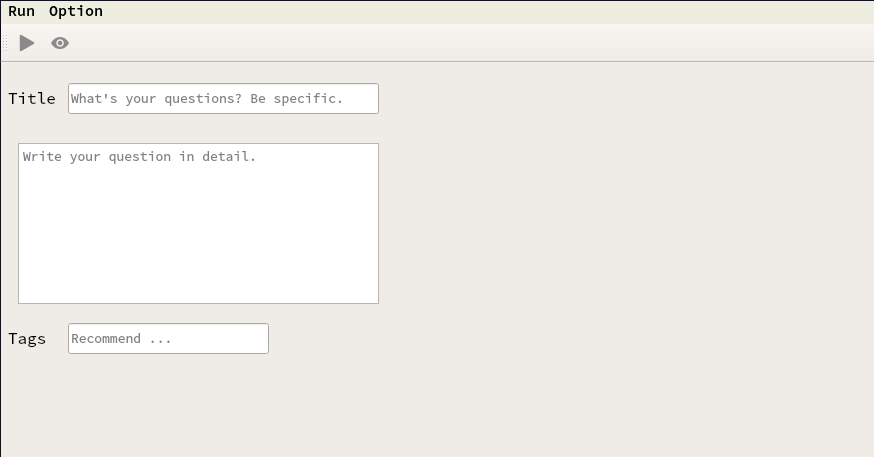 Run Option
Title What's your questions? Be specific.
Write your question in detail.
Tags Recommend ...